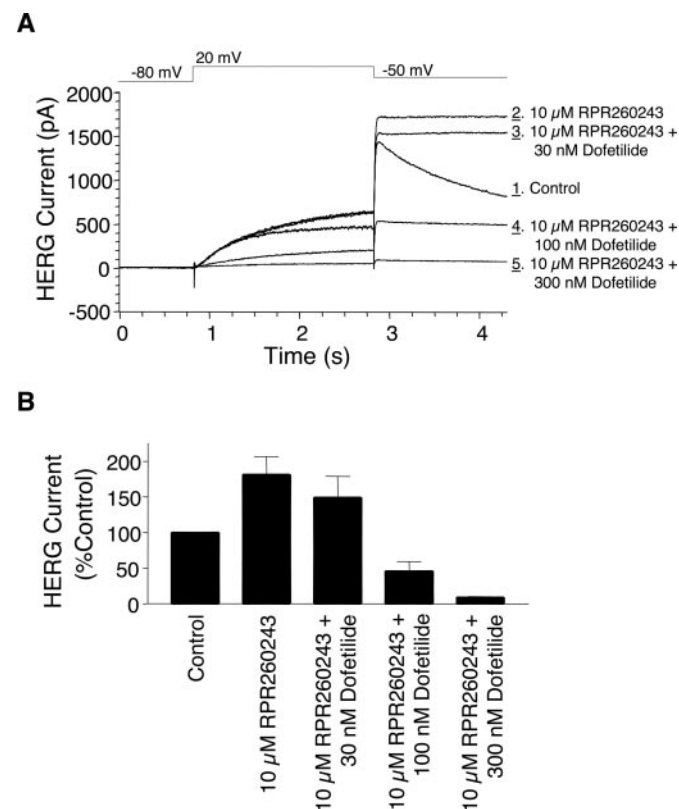 A
-80 mV
20 mV
-50 mV
HERG Current (pA)
2000
1500
1000
500
0
-500
2. 10 µM RPR260243
3. 10 µM RPR260243 +
30 nM Dofetilide
1. Control
4. 10 µM RPR260243 +
100 nM Dofetilide
5. 10 µM RPR260243 +
300 nM Dofetilide
0
1
2
3
4
Time (s)
B
HERG Current
(%Control)
200
150
100
50
0
Control
10 µM RPR260243
10 µM RPR260243 +
30 nM Dofetilide
10 µM RPR260243 +
100 nM Dofetilide
10 µM RPR260243 +
300 nM Dofetilide